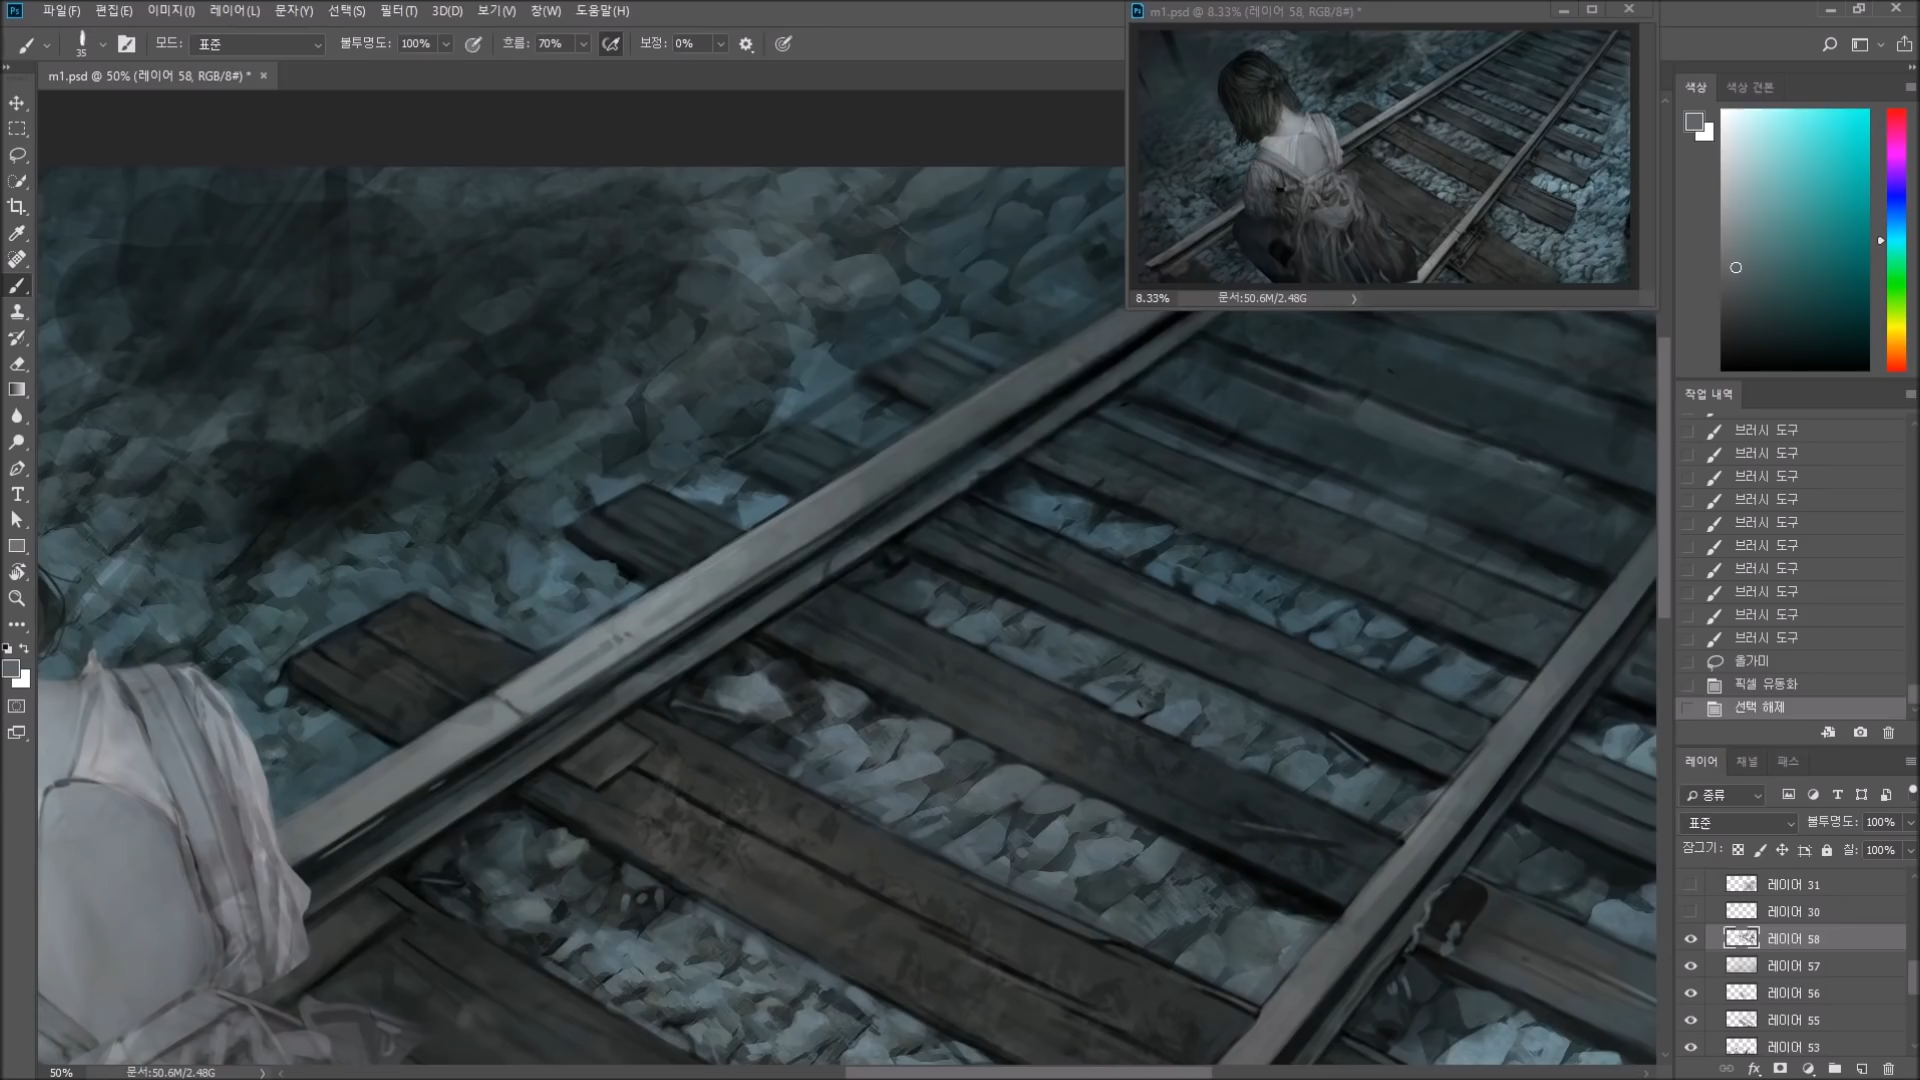 Ps 파일(F) 편집(E) 이미지(I) 레이어(L) 문자(Y) 선택(S) 필터(T) 3D(D) 보기(V) 창(W) 도움말(H)
35 모드: 표준 불투명도: 100% 흐름: 70% 보정: 0%
m1.psd @ 50% (레이어 58, RGB/8#) *
m1.psd @ 8.33% (레이어 58, RGB/8#) *
8.33% 문서:50.6M/2.48G
색상 색상 견본
작업 내역
브러시 도구
브러시 도구
브러시 도구
브러시 도구
브러시 도구
브러시 도구
브러시 도구
브러시 도구
브러시 도구
브러시 도구
올가미
픽셀 유동화
선택 해제
레이어 채널 패스
종류
표준 불투명도: 100%
잠그기: 칠: 100%
레이어 31
레이어 30
레이어 58
레이어 57
레이어 56
레이어 55
레이어 53
fx
50% 문서:50.6M/2.48G